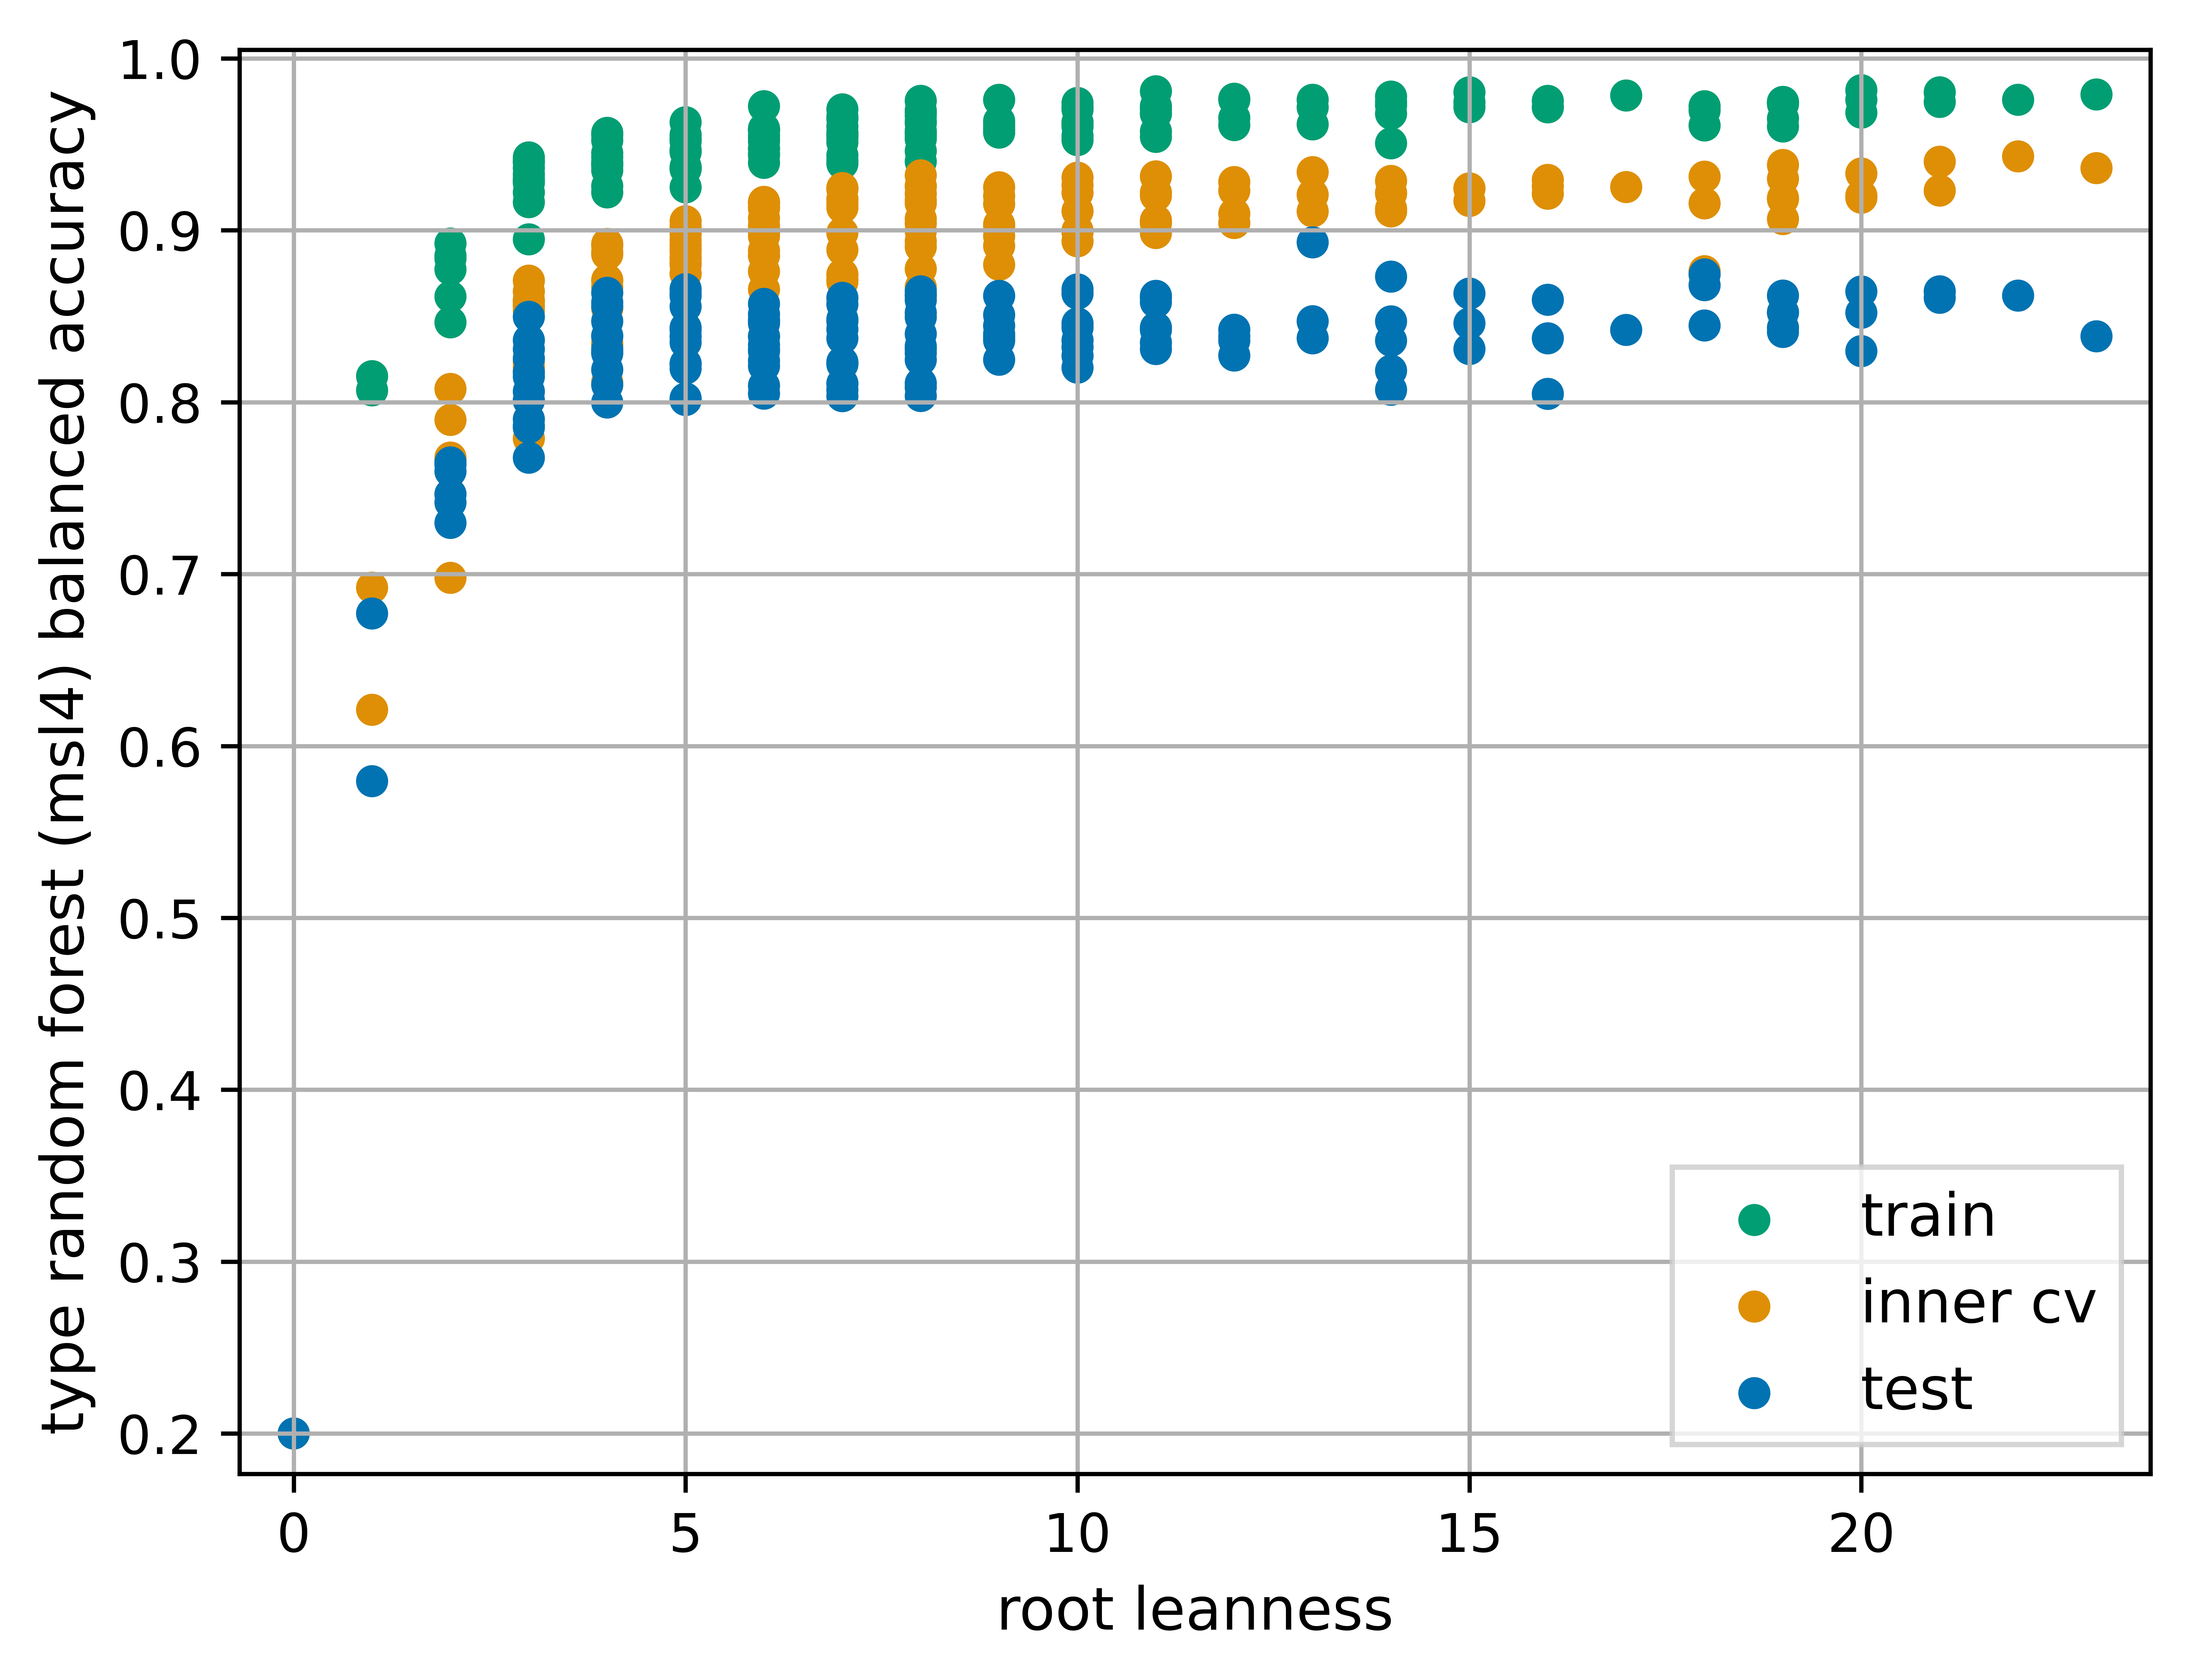 type random forest (msl4) balanced accuracy
1.0
0.9
0.8
0.7
0.6
0.5
0.4
0.3
0.2
train
inner cv
test
0 5 10 15 20
root leanness